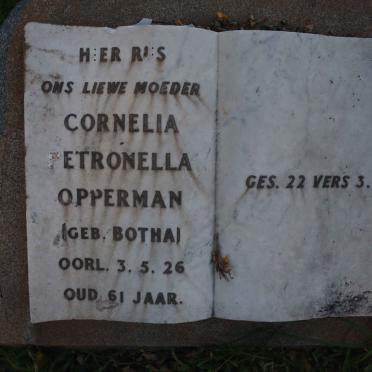 HIER RUS
ONS LIEWE MOEDER
CORNELIA
PETRONELLA
OPPERMAN
(GEB. BOTHA)
OORL. 3. 5. 26
OUD 61 JAAR.
GES. 22 VERS 3.